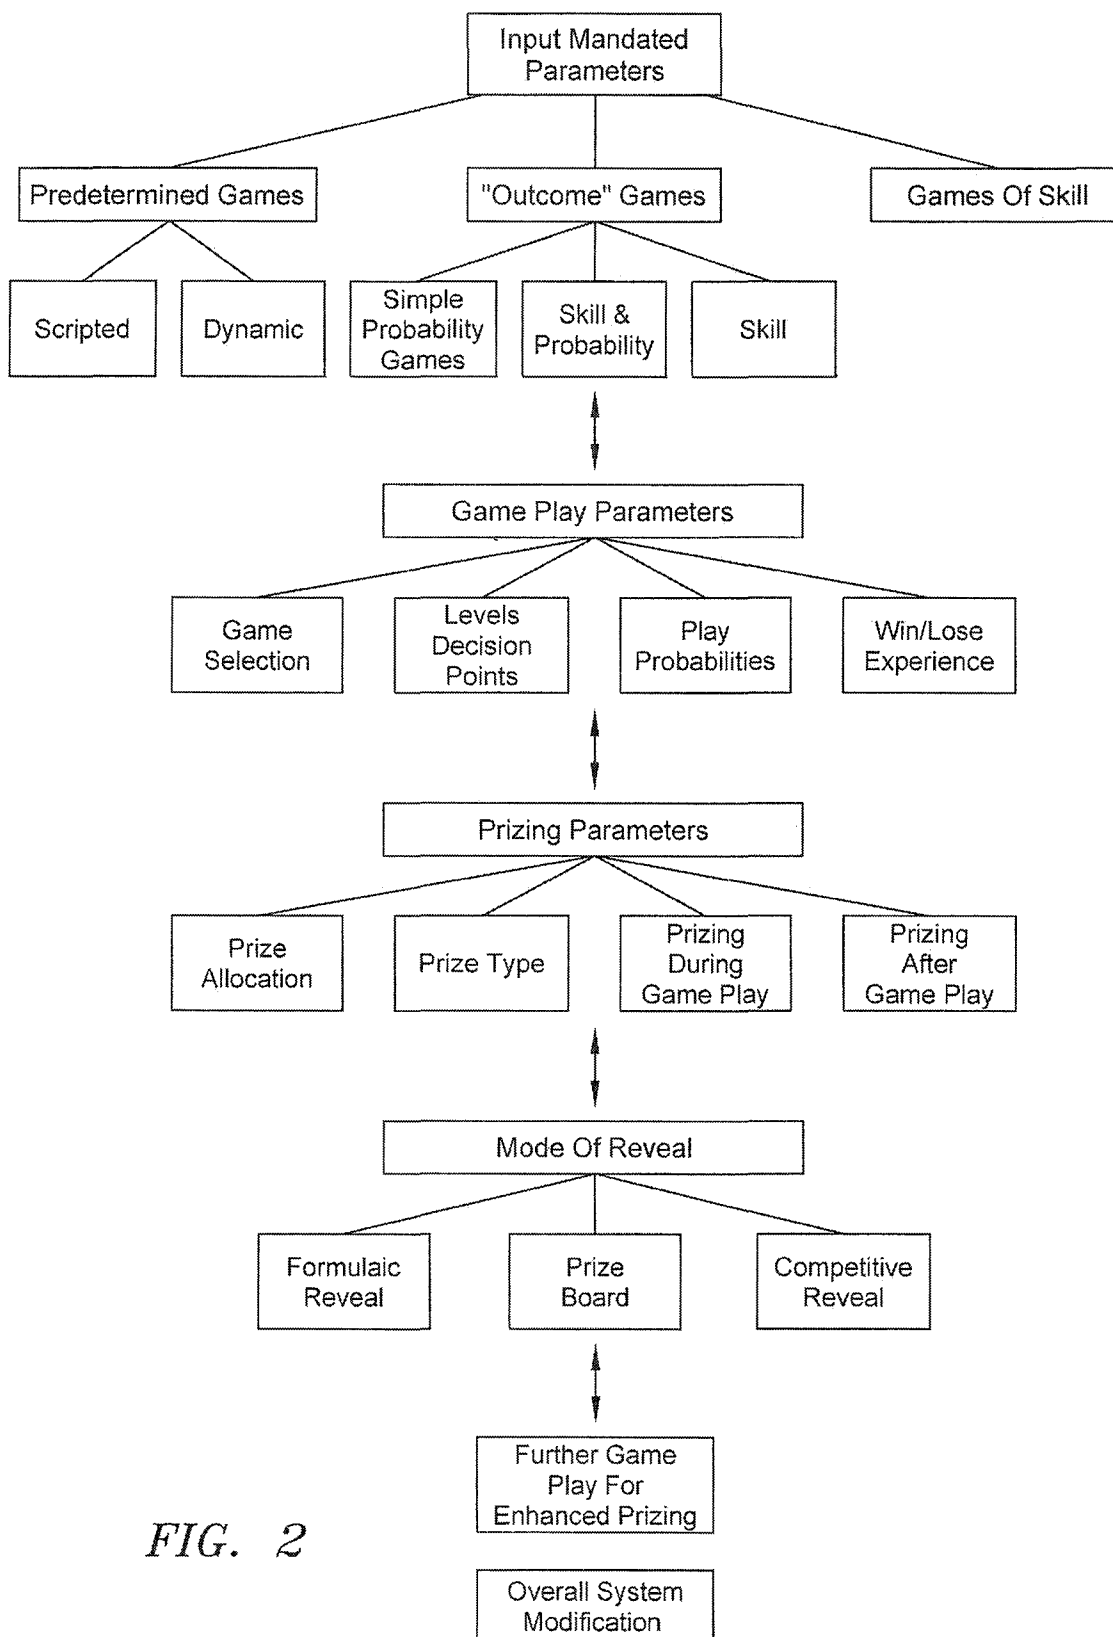 Input Mandated
Parameters
Predetermined Games
"Outcome" Games
Games Of Skill
Scripted
Dynamic
Simple
Probability
Games
Skill &
Probability
Skill
Game Play Parameters
Game
Selection
Levels
Decision
Points
Play
Probabilities
Win/Lose
Experience
Prizing Parameters
Prize
Allocation
Prize Type
Prizing
During
Game Play
Prizing
After
Game Play
Mode Of Reveal
Formulaic
Reveal
Prize
Board
Competitive
Reveal
Further Game
Play For
Enhanced Prizing
FIG. 2
Overall System
Modification